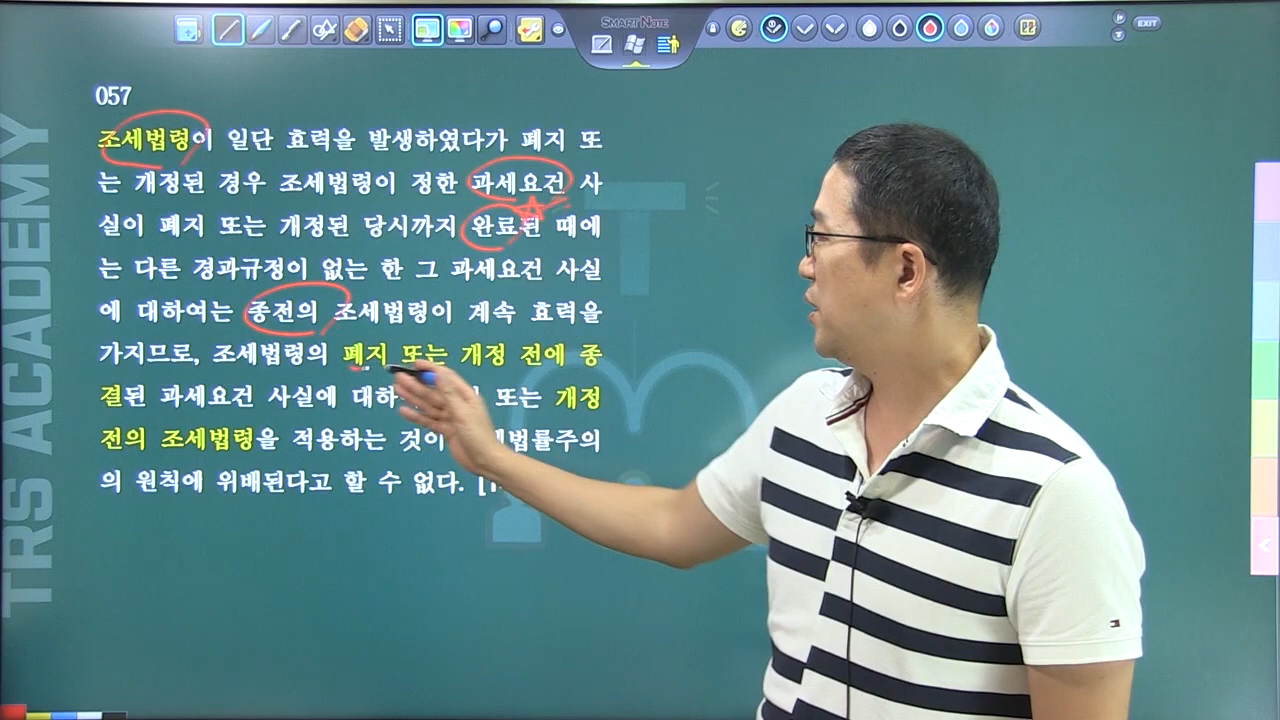 SMART NOTE
EXIT
057
조세법령이 일단 효력을 발생하였다가 폐지 또
는 개정된 경우 조세법령이 정한 과세요건 사
실이 폐지 또는 개정된 당시까지 완료된 때에
는 다른 경과규정이 없는 한 그 과세요건 사실
에 대하여는 종전의 조세법령이 계속 효력을
가지므로, 조세법령의 폐지 또는 개정 전에 종
결된 과세요건 사실에 또는 개정
전의 조세법령을 적용하는 것이
의 원칙에 위배된다고 할 수 없다.
TRS ACADEMY